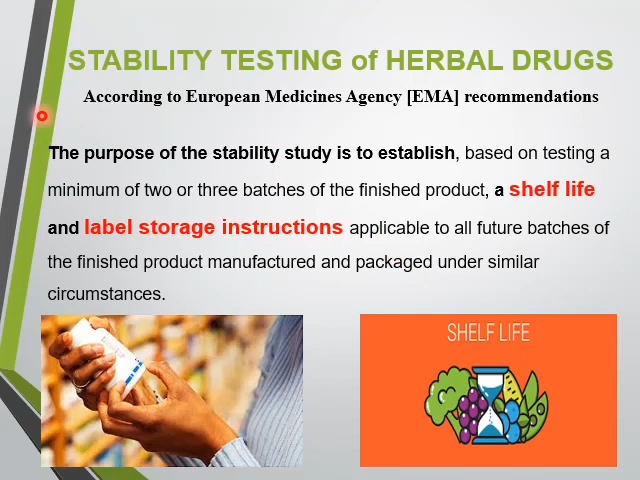 STABILITY TESTING of HERBAL DRUGS
According to European Medicines Agency [EMA] recommendations
The purpose of the stability study is to establish, based on testing a
minimum of two or three batches of the finished product, a shelf life
and label storage instructions applicable to all future batches of
the finished product manufactured and packaged under similar
circumstances.
SHELF LIFE